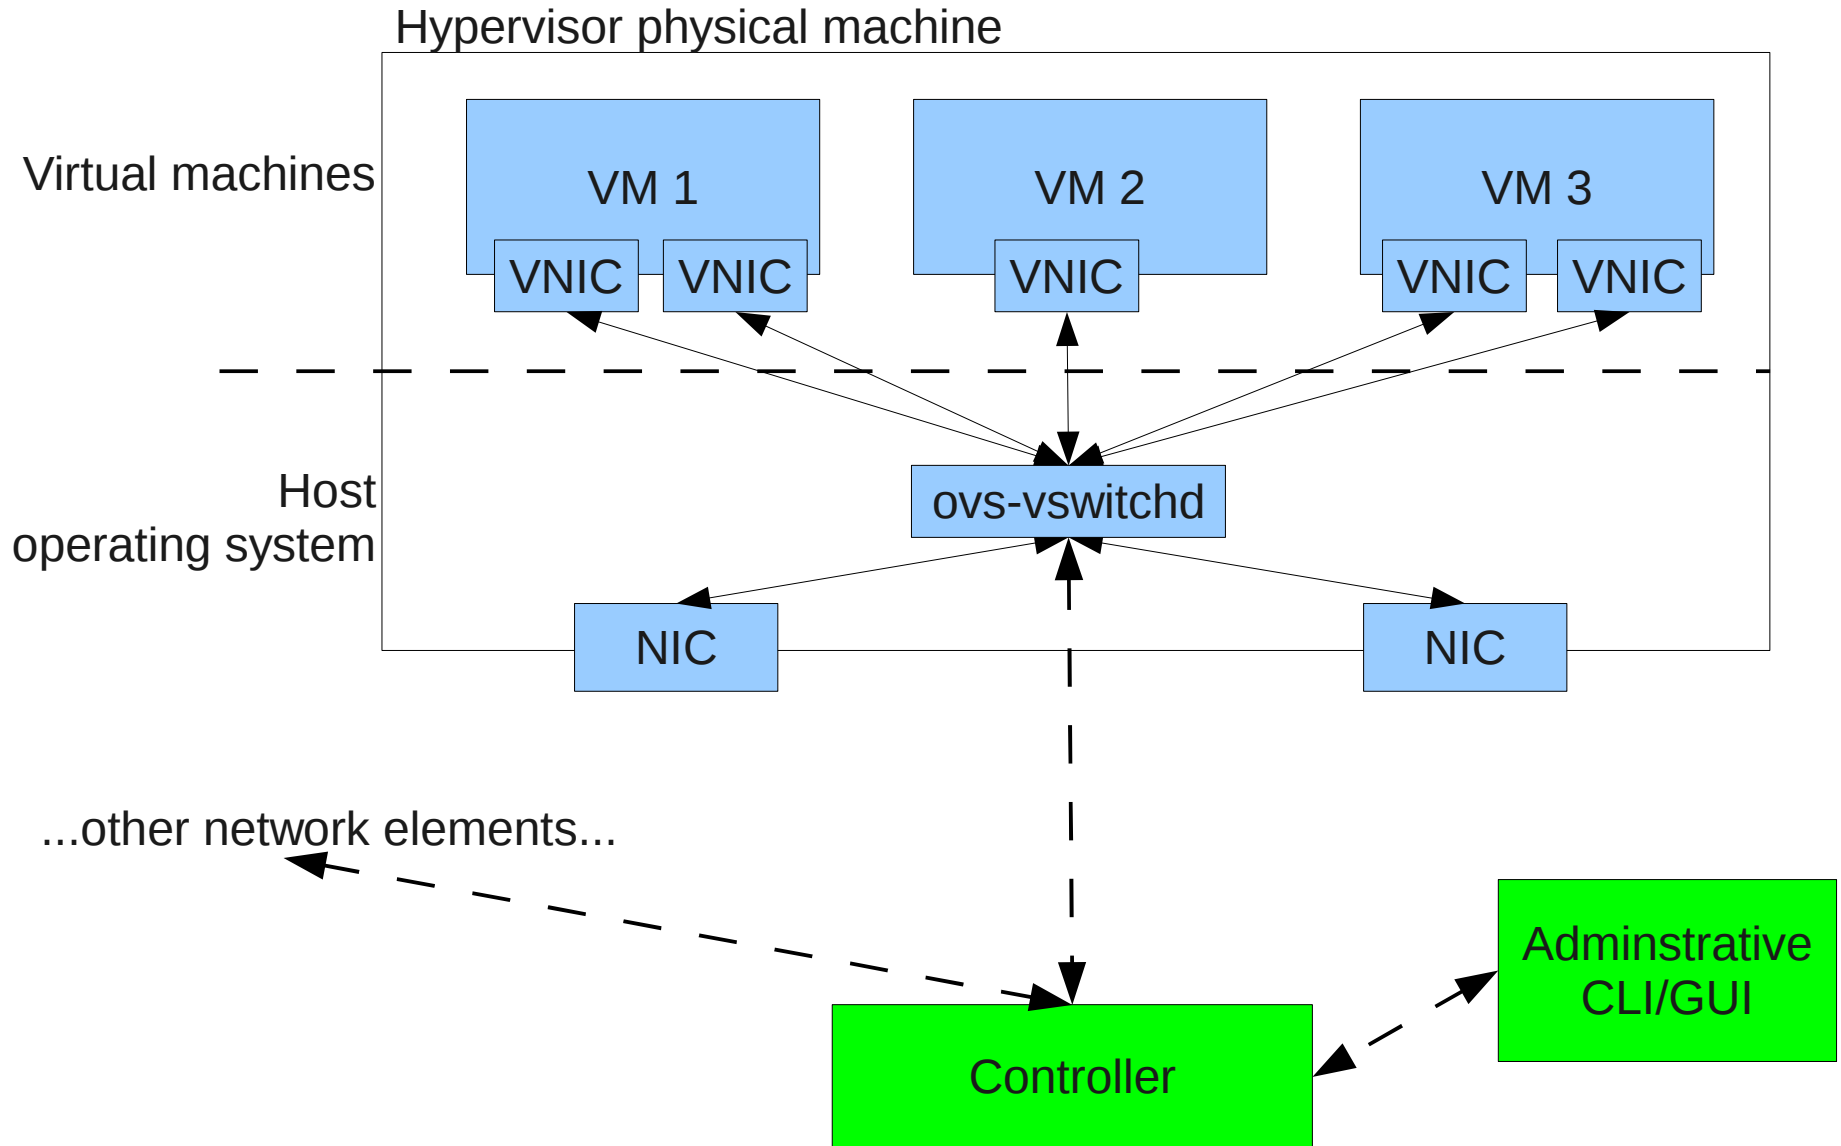 Hypervisor physical machine
Virtual machines
VM 1
VM 2
VM 3
VNIC
VNIC
VNIC
VNIC
VNIC
Host
operating system
ovs-vswitchd
NIC
NIC
...other network elements...
Adminstrative
CLI/GUI
Controller